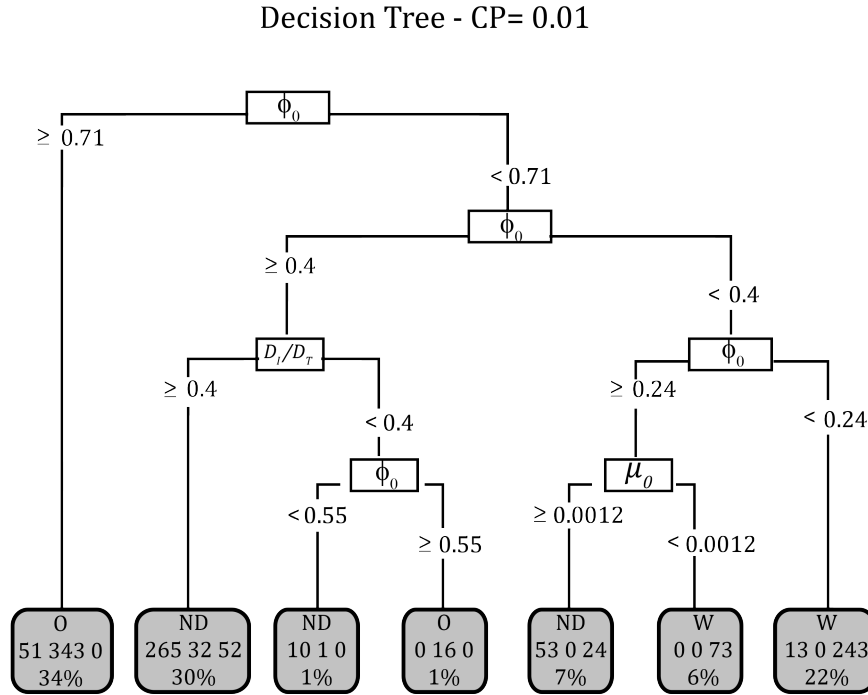 Decision Tree - CP= 0.01
ϕ₀
≥ 0.71
< 0.71
ϕ₀
≥ 0.4
< 0.4
D_I/D_T
ϕ₀
≥ 0.4
≥ 0.24
< 0.4
< 0.24
ϕ₀
μ₀
< 0.55
≥ 0.0012
≥ 0.55
< 0.0012
O
51 343 0
34%
ND
265 32 52
30%
ND
10 1 0
1%
O
0 16 0
1%
ND
53 0 24
7%
W
0 0 73
6%
W
13 0 243
22%